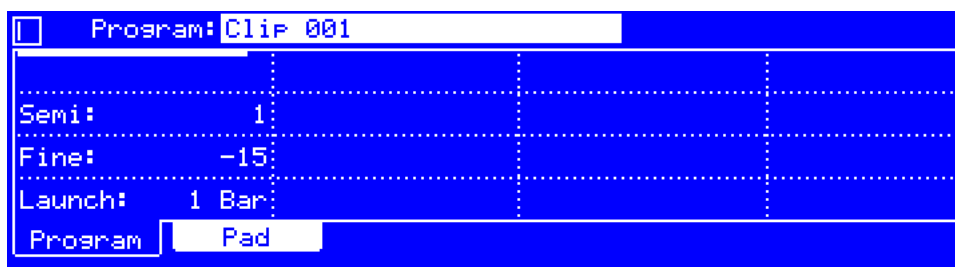 Program:Clip 001
Semi: 1
Fine: -15
Launch: 1 Bar
Program Pad